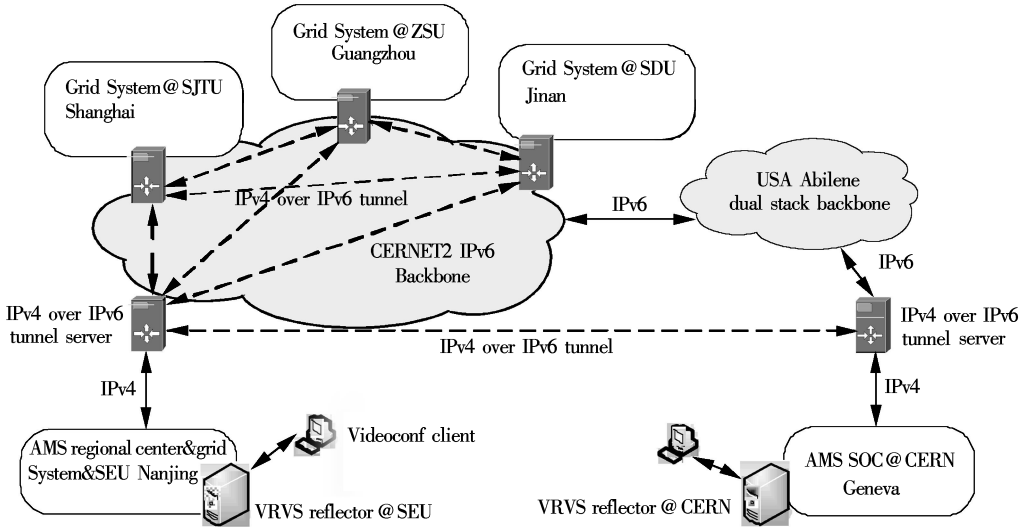 Grid System@ZSU
Guangzhou
Grid System@SJTU
Shanghai
Grid System@SDU
Jinan
IPv4 over IPv6 tunnel
CERNET2 IPv6
Backbone
IPv6
USA Abilene
dual stack backbone
IPv6
IPv4 over IPv6
tunnel server
IPv4 over IPv6 tunnel
IPv4 over IPv6
tunnel server
IPv4
IPv4
AMS regional center&grid
System&SEU Nanjing
Videoconf client
VRVS reflector@SEU
VRVS reflector@CERN
AMS SOC@CERN
Geneva